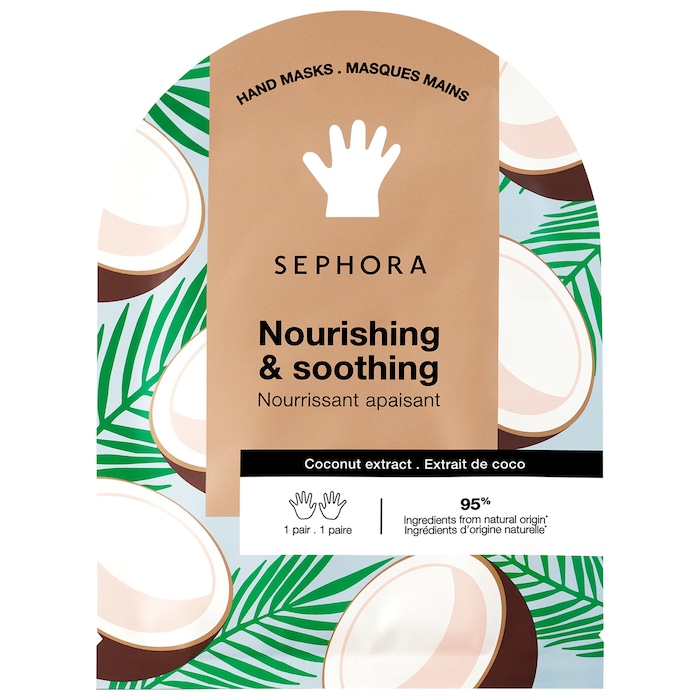 HAND MASKS . MASQUES MAINS
SEPHORA
Nourishing
& soothing
Nourrissant apaisant
Coconut extract . Extrait de coco
1 pair . 1 paire
95%
Ingredients from natural origin*
Ingrédients d'origine naturelle*